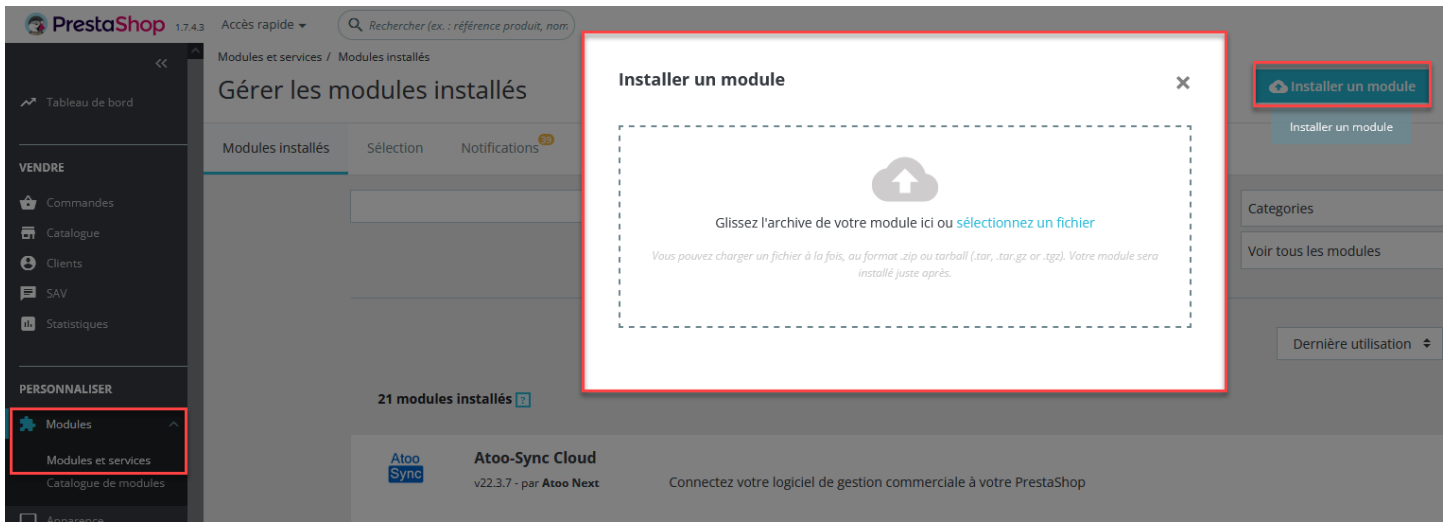 PrestaShop 1.7.4.3 Accès rapide Rechercher (ex. : référence produit, nom
Modules et services / Modules installés
Gérer les modules installés
Installer un module
Installer un module
Installer un module
Tableau de bord
Modules installés Sélection Notifications 39
VENDRE
Commandes
Catalogue
Clients
SAV
Statistiques
Glissez l'archive de votre module ici ou sélectionnez un fichier
Vous pouvez charger un fichier à la fois, au format .zip ou tarball (.tar, .tar.gz or .tgz). Votre module sera
installé juste après.
Categories
Voir tous les modules
Dernière utilisation
PERSONNALISER
Modules
Modules et services
Catalogue de modules
Apparence
21 modules installés ?
Atoo
Sync
Atoo-Sync Cloud
v22.3.7 - par Atoo Next
Connectez votre logiciel de gestion commerciale à votre PrestaShop